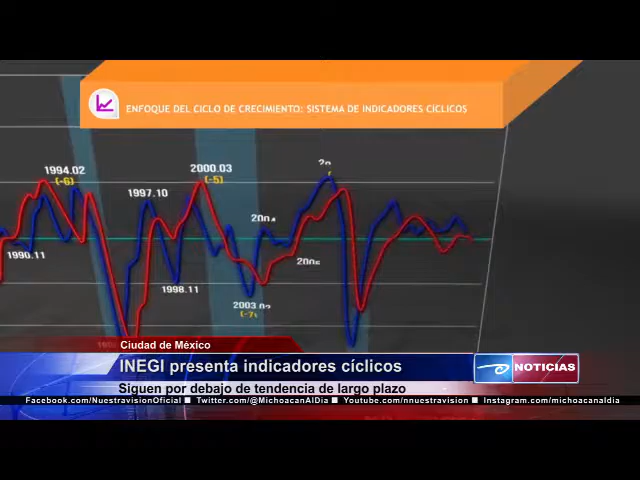 ENFOQUE DEL CICLO DE CRECIMIENTO: SISTEMA DE INDICADORES CÍCLICOS
1994.02
(-6)
2000.03
(-5)
1997.10
1990.11
1998.11
2003.02
(-7)
Ciudad de México
INEGI presenta indicadores cíclicos
NOTICIAS
Siguen por debajo de tendencia de largo plazo
Facebook.com/NuestravisionOficial ■ Twitter.com/@MichoacanAlDia ■ Youtube.com/nnuestravision ■ Instagram.com/michoacanaldia